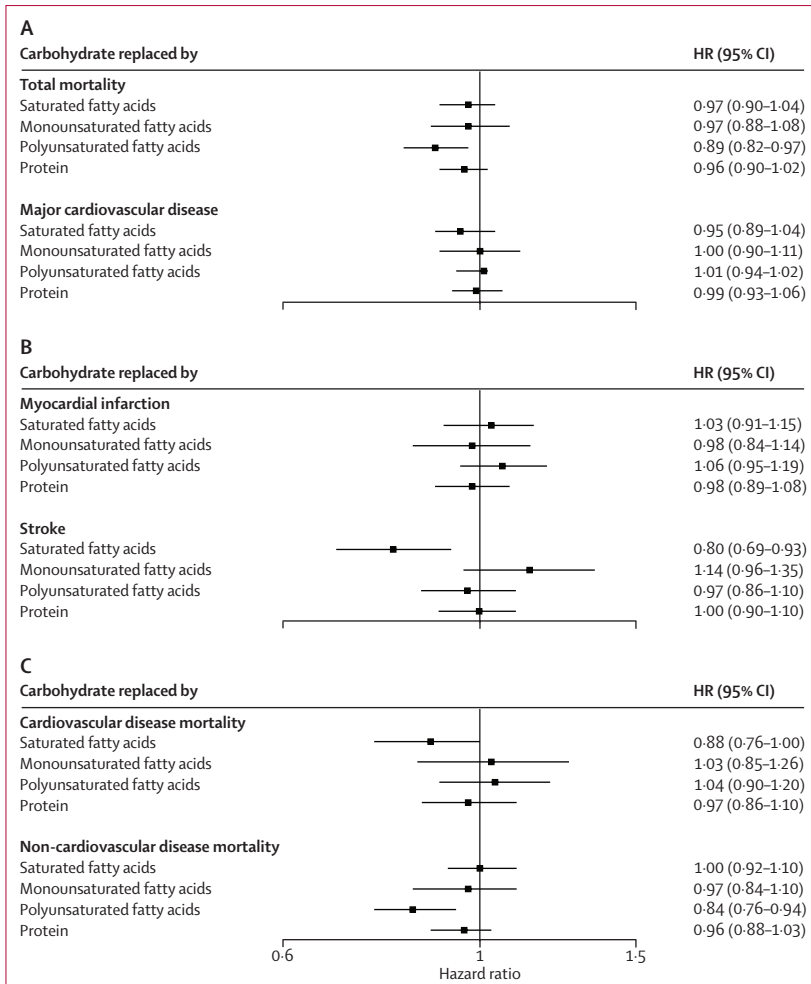 A
Carbohydrate replaced by HR (95% CI)
Total mortality
Saturated fatty acids 0·97 (0·90–1·04)
Monounsaturated fatty acids 0·97 (0·88–1·08)
Polyunsaturated fatty acids 0·89 (0·82–0·97)
Protein 0·96 (0·90–1·02)
Major cardiovascular disease
Saturated fatty acids 0·95 (0·89–1·04)
Monounsaturated fatty acids 1·00 (0·90–1·11)
Polyunsaturated fatty acids 1·01 (0·94–1·02)
Protein 0·99 (0·93–1·06)
0·6 1 1·5
B
Carbohydrate replaced by HR (95% CI)
Myocardial infarction
Saturated fatty acids 1·03 (0·91–1·15)
Monounsaturated fatty acids 0·98 (0·84–1·14)
Polyunsaturated fatty acids 1·06 (0·95–1·19)
Protein 0·98 (0·89–1·08)
Stroke
Saturated fatty acids 0·80 (0·69–0·93)
Monounsaturated fatty acids 1·14 (0·96–1·35)
Polyunsaturated fatty acids 0·97 (0·86–1·10)
Protein 1·00 (0·90–1·10)
C
Carbohydrate replaced by HR (95% CI)
Cardiovascular disease mortality
Saturated fatty acids 0·88 (0·76–1·00)
Monounsaturated fatty acids 1·03 (0·85–1·26)
Polyunsaturated fatty acids 1·04 (0·90–1·20)
Protein 0·97 (0·86–1·10)
Non-cardiovascular disease mortality
Saturated fatty acids 1·00 (0·92–1·10)
Monounsaturated fatty acids 0·97 (0·84–1·10)
Polyunsaturated fatty acids 0·84 (0·76–0·94)
Protein 0·96 (0·88–1·03)
0·6 1 1·5
Hazard ratio